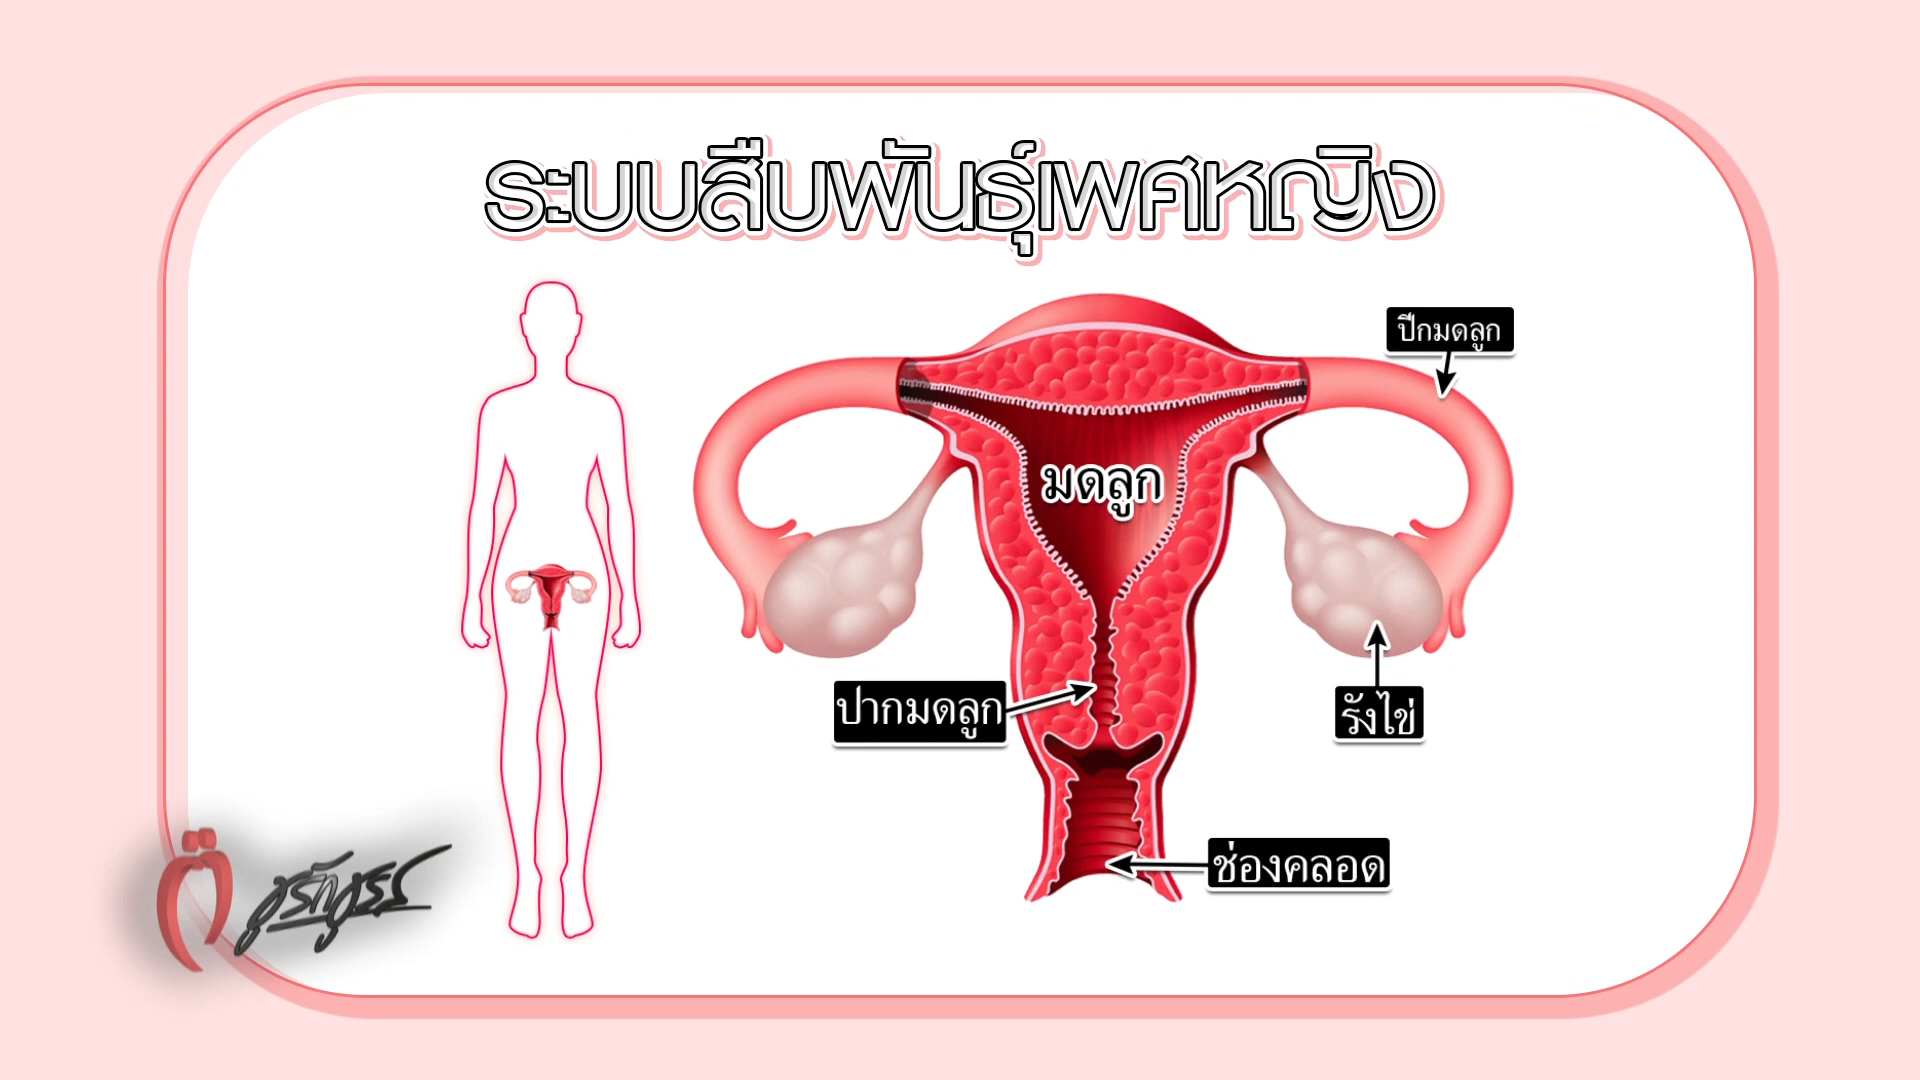 ระบบสืบพันธุ์เพศหญิง
ปีกมดลูก
มดลูก
ปากมดลูก
รังไข่
ช่องคลอด